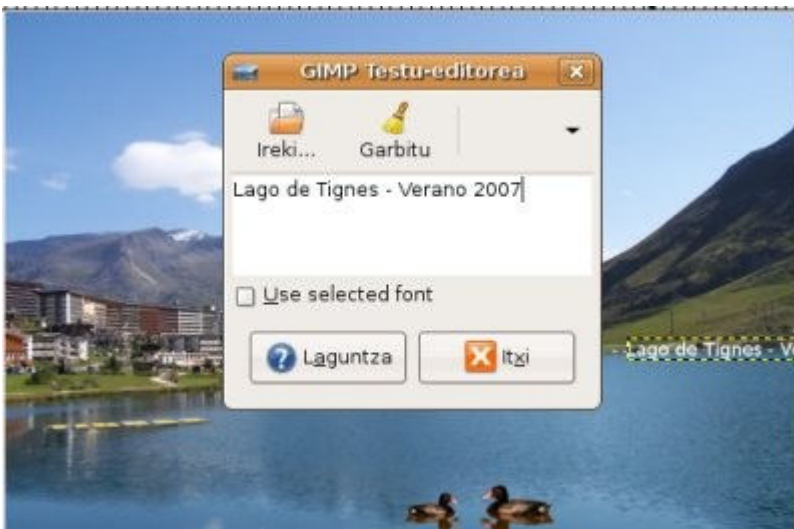 GIMP Testu-editorea
Ireki... Garbitu
Lago de Tignes - Verano 2007
Use selected font
Laguntza Itxi
Lago de Tignes - V